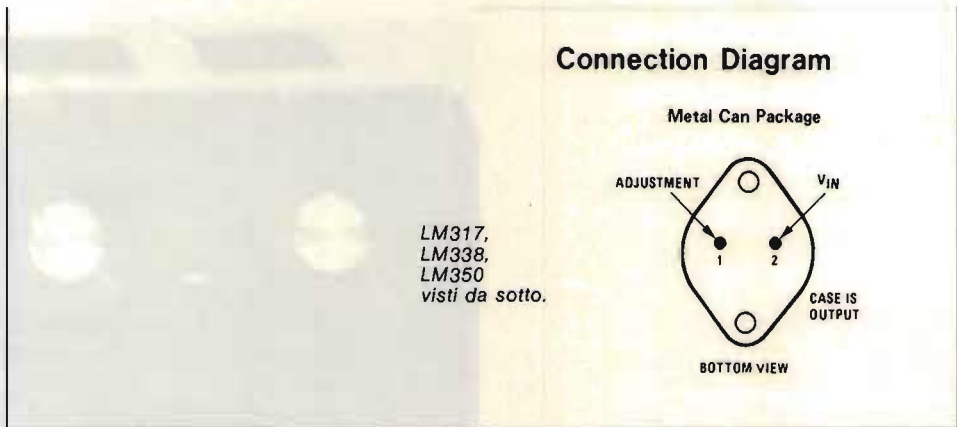 Connection Diagram
Metal Can Package
ADJUSTMENT
VIN
1
2
CASE IS
OUTPUT
BOTTOM VIEW
LM317,
LM338,
LM350
visti da sotto.